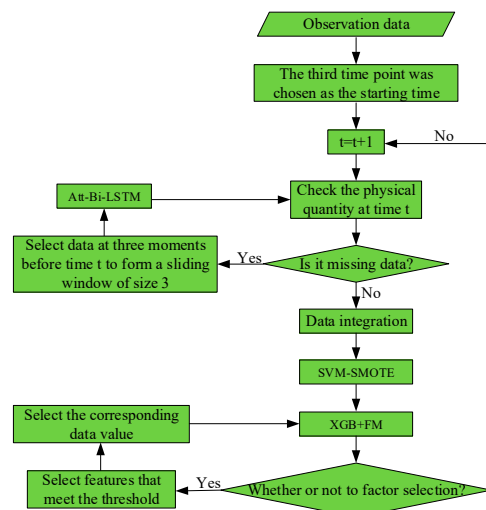 Observation data
The third time point was
chosen as the starting time
No
t=t+1
Att-Bi-LSTM
Check the physical
quantity at time t
Select data at three moments
before time t to form a sliding
window of size 3
Yes
Is it missing data?
No
Data integration
SVM-SMOTE
Select the corresponding
data value
XGB+FM
Select features that
meet the threshold
Yes
Whether or not to factor selection?